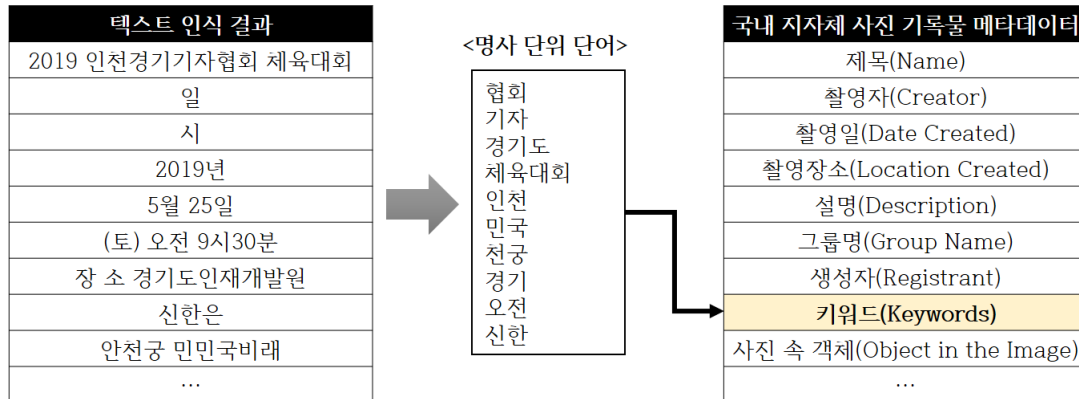 텍스트 인식 결과
2019 인천경기기자협회 체육대회
일
시
2019년
5월 25일
(토) 오전 9시30분
장 소 경기도인재개발원
신한은
안천궁 민민국비래
…
<명사 단위 단어>
협회
기자
경기도
체육대회
인천
민국
천궁
경기
오전
신한
국내 지자체 사진 기록물 메타데이터
제목(Name)
촬영자(Creator)
촬영일(Date Created)
촬영장소(Location Created)
설명(Description)
그룹명(Group Name)
생성자(Registrant)
키워드(Keywords)
사진 속 객체(Object in the Image)
…